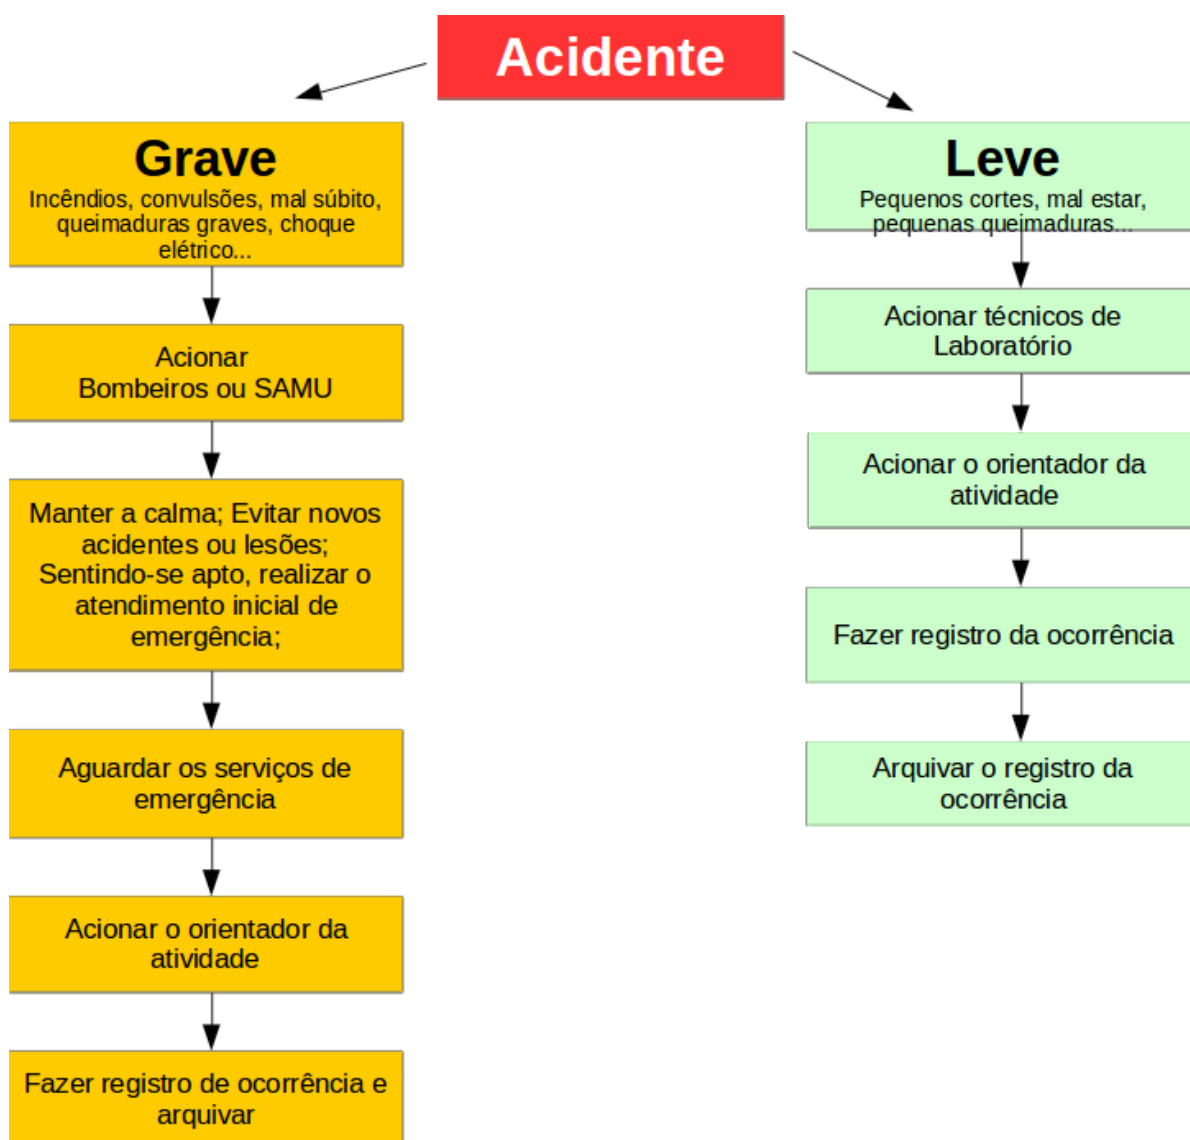 Acidente
Grave
Incêndios, convulsões, mal súbito,
queimaduras graves, choque
elétrico...
Acionar
Bombeiros ou SAMU
Manter a calma; Evitar novos
acidentes ou lesões;
Sentindo-se apto, realizar o
atendimento inicial de
emergência;
Aguardar os serviços de
emergência
Acionar o orientador da
atividade
Fazer registro de ocorrência e
arquivar
Leve
Pequenos cortes, mal estar,
pequenas queimaduras...
Acionar técnicos de
Laboratório
Acionar o orientador da
atividade
Fazer registro da ocorrência
Arquivar o registro da
ocorrência